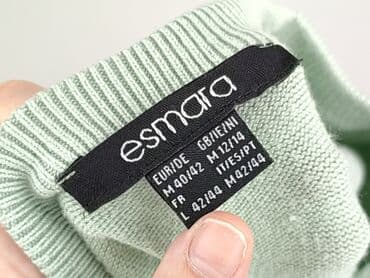 esmara
EUR/DE GB/IE/NI
M 40/42 M 12/14
FR IT/ES/PT
L 42/44 M 42/44